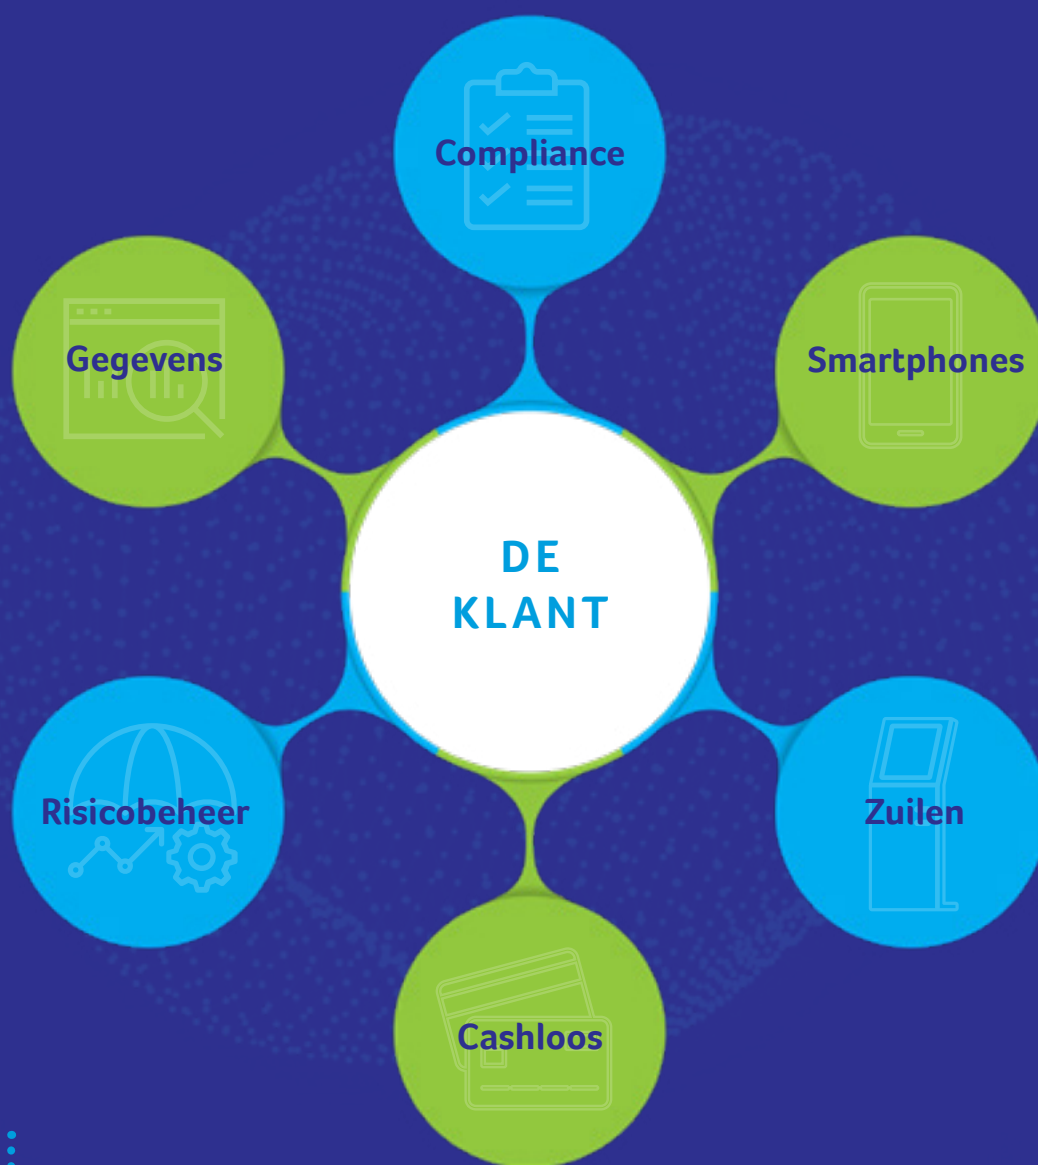 Compliance
Gegevens
Smartphones
DE
KLANT
Risicobeheer
Zuilen
Cashloos